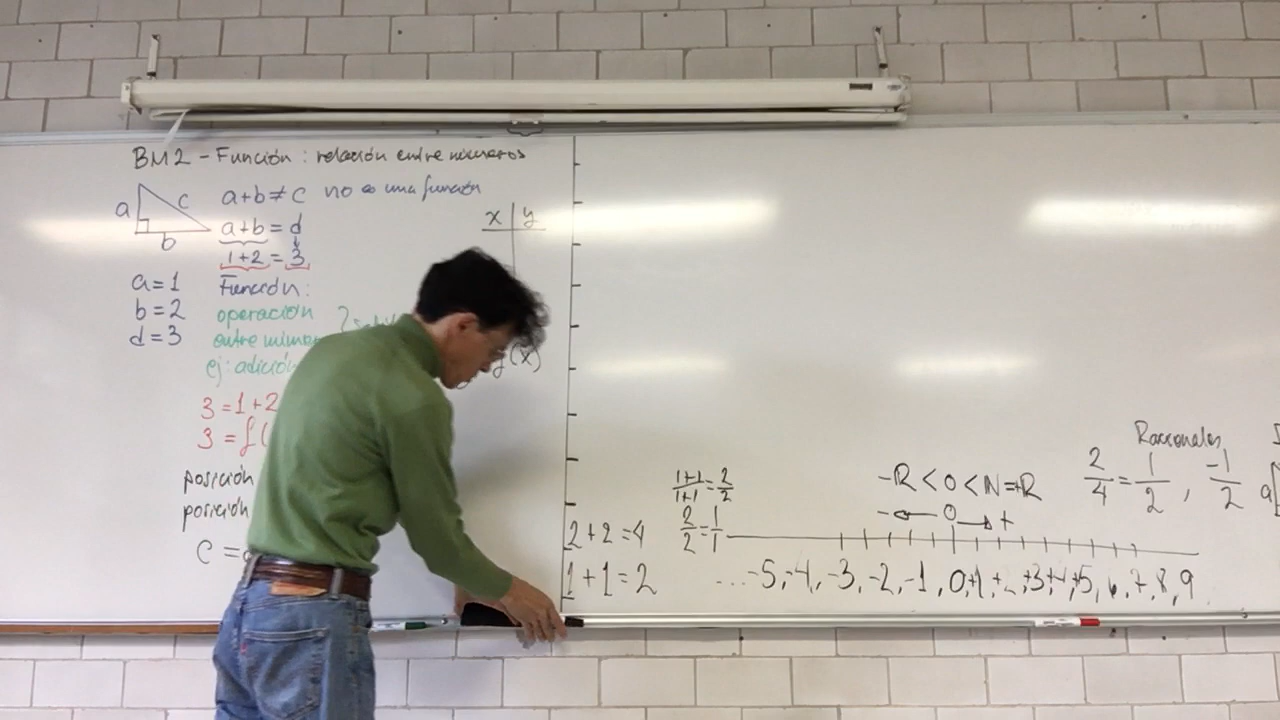 BM2 - Función : relación entre números
a
c
b
a+b≠c no es una función
a+b = d
1+2 = 3
a=1
b=2
d=3
Función:
operación
entre
ej: adición
3 = 1+2
3 = f(
posición
posición
C =
x | y
(x)
2+2=4
1+1=2
1+1/1+1 = 2/2
2/2 = 1/1
-R < 0 < N=+R
- ← 0 → +
...-5,-4,-3,-2,-1,0,+1,+2,+3,+4,+5,6,7,8,9
Racionales
2/4 = 1/2 , -1/2
a